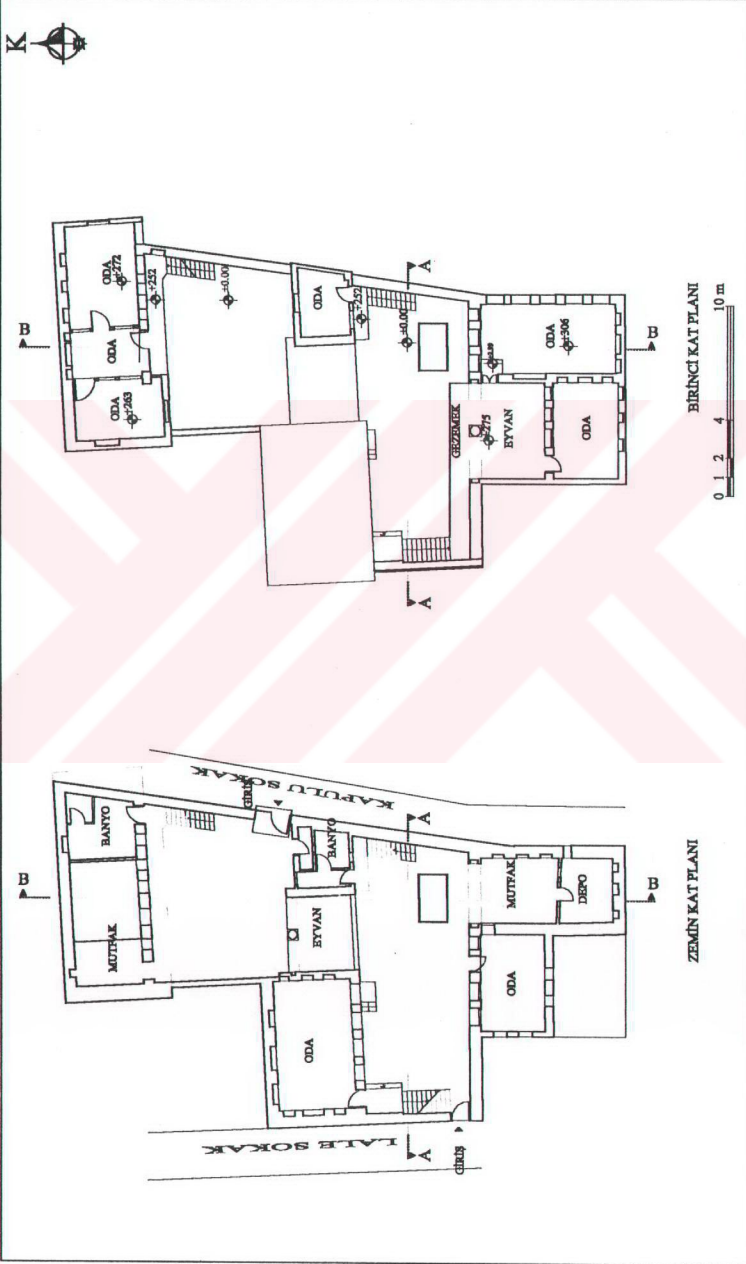 K
B
LALE SOKAK
GİRİŞ
A
ODA
MUTFAK
BANYO
EYVAN
BANYO
GİRİŞ
KAPULU SOKAK
A
ODA
MUTFAK
DEPO
B
ZEMİN KAT PLANI
B
ODA
+263
ODA
ODA
+272
+252
±0.00
ODA
+252
±0.00
A
A
GEZEMEK
+275
EYVAN
ODA
ODA
+306
B
BİRİNCİ KAT PLANI
0 1 2 4 10 m